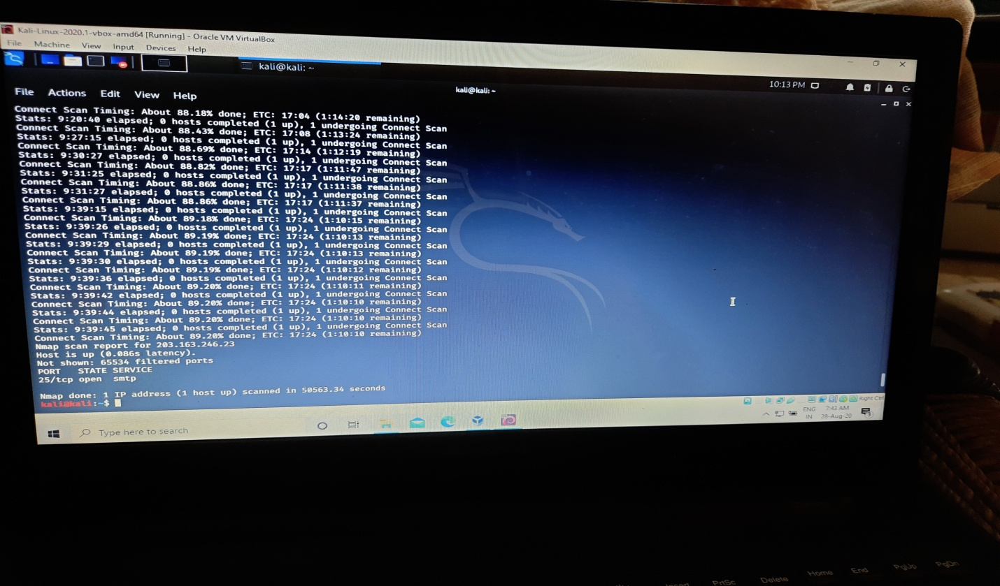 Kali-Linux-2020.1-vbox-amd64 [Running] - Oracle VM VirtualBox
File Machine View Input Devices Help
kali@kali: ~
10:13 PM
kali@kali: ~
File Actions Edit View Help
Connect Scan Timing: About 88.18% done; ETC: 17:04 (1:14:20 remaining)
Stats: 9:20:40 elapsed; 0 hosts completed (1 up), 1 undergoing Connect Scan
Connect Scan Timing: About 88.43% done; ETC: 17:08 (1:13:24 remaining)
Stats: 9:27:15 elapsed; 0 hosts completed (1 up), 1 undergoing Connect Scan
Connect Scan Timing: About 88.69% done; ETC: 17:14 (1:12:19 remaining)
Stats: 9:30:27 elapsed; 0 hosts completed (1 up), 1 undergoing Connect Scan
Connect Scan Timing: About 88.82% done; ETC: 17:17 (1:11:47 remaining)
Stats: 9:31:25 elapsed; 0 hosts completed (1 up), 1 undergoing Connect Scan
Connect Scan Timing: About 88.86% done; ETC: 17:17 (1:11:38 remaining)
Stats: 9:31:27 elapsed; 0 hosts completed (1 up), 1 undergoing Connect Scan
Connect Scan Timing: About 88.86% done; ETC: 17:17 (1:11:37 remaining)
Stats: 9:39:15 elapsed; 0 hosts completed (1 up), 1 undergoing Connect Scan
Connect Scan Timing: About 89.18% done; ETC: 17:24 (1:10:15 remaining)
Stats: 9:39:26 elapsed; 0 hosts completed (1 up), 1 undergoing Connect Scan
Connect Scan Timing: About 89.19% done; ETC: 17:24 (1:10:13 remaining)
Stats: 9:39:29 elapsed; 0 hosts completed (1 up), 1 undergoing Connect Scan
Connect Scan Timing: About 89.19% done; ETC: 17:24 (1:10:13 remaining)
Stats: 9:39:30 elapsed; 0 hosts completed (1 up), 1 undergoing Connect Scan
Connect Scan Timing: About 89.19% done; ETC: 17:24 (1:10:12 remaining)
Stats: 9:39:36 elapsed; 0 hosts completed (1 up), 1 undergoing Connect Scan
Connect Scan Timing: About 89.20% done; ETC: 17:24 (1:10:11 remaining)
Stats: 9:39:42 elapsed; 0 hosts completed (1 up), 1 undergoing Connect Scan
Connect Scan Timing: About 89.20% done; ETC: 17:24 (1:10:10 remaining)
Stats: 9:39:44 elapsed; 0 hosts completed (1 up), 1 undergoing Connect Scan
Connect Scan Timing: About 89.20% done; ETC: 17:24 (1:10:10 remaining)
Stats: 9:39:45 elapsed; 0 hosts completed (1 up), 1 undergoing Connect Scan
Connect Scan Timing: About 89.20% done; ETC: 17:24 (1:10:10 remaining)
Nmap scan report for 203.163.246.23
Host is up (0.086s latency).
Not shown: 65534 filtered ports
PORT STATE SERVICE
25/tcp open smtp
Nmap done: 1 IP address (1 host up) scanned in 50563.34 seconds
kali@kali:~$
Right Ctrl
Type here to search
ENG
IN
7:43 AM
28-Aug-20
PrtSc Delete Home End PgUp PgDn